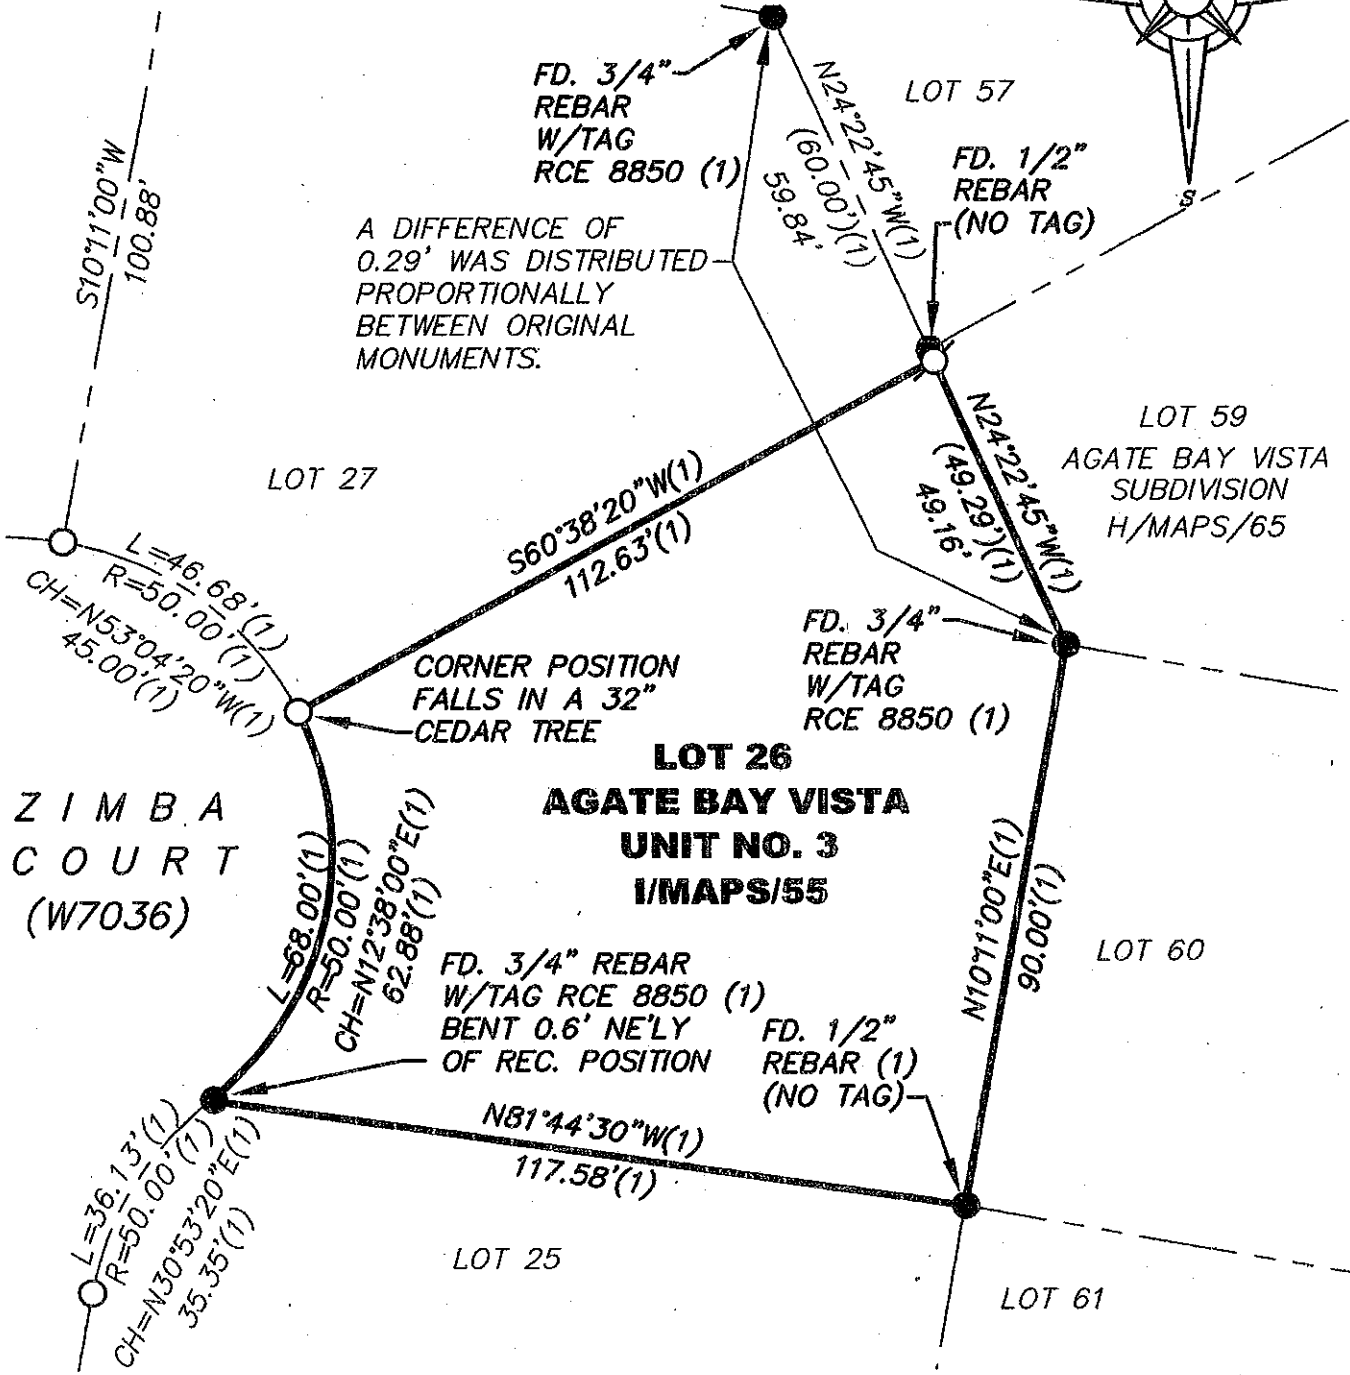 FD. 3/4"
REBAR
W/TAG
RCE 8850 (1)
N24°22'45"W(1)
(60.00')(1)
59.84'
LOT 57
FD. 1/2"
REBAR
(NO TAG)
S
S10°11'00"W
100.88'
A DIFFERENCE OF
0.29' WAS DISTRIBUTED
PROPORTIONALLY
BETWEEN ORIGINAL
MONUMENTS.
LOT 27
S60°38'20"W(1)
112.63'(1)
N24°22'45"W(1)
(49.29')(1)
49.16'
LOT 59
AGATE BAY VISTA
SUBDIVISION
H/MAPS/65
L=46.68'(1)
R=50.00'(1)
CH=N53°04'20"W(1)
45.00'(1)
CORNER POSITION
FALLS IN A 32"
CEDAR TREE
FD. 3/4"
REBAR
W/TAG
RCE 8850 (1)
LOT 26
AGATE BAY VISTA
UNIT NO. 3
I/MAPS/55
ZIMBA
COURT
(W7036)
L=68.00'(1)
R=50.00'(1)
CH=N12°38'00"E(1)
62.88'(1)
N10°11'00"E(1)
90.00'(1)
LOT 60
FD. 3/4" REBAR
W/TAG RCE 8850 (1)
BENT 0.6' NE'LY
OF REC. POSITION
FD. 1/2"
REBAR (1)
(NO TAG)
N81°44'30"W(1)
117.58'(1)
L=36.13'(1)
R=50.00'(1)
CH=N30°53'20"E(1)
35.35'(1)
LOT 25
LOT 61